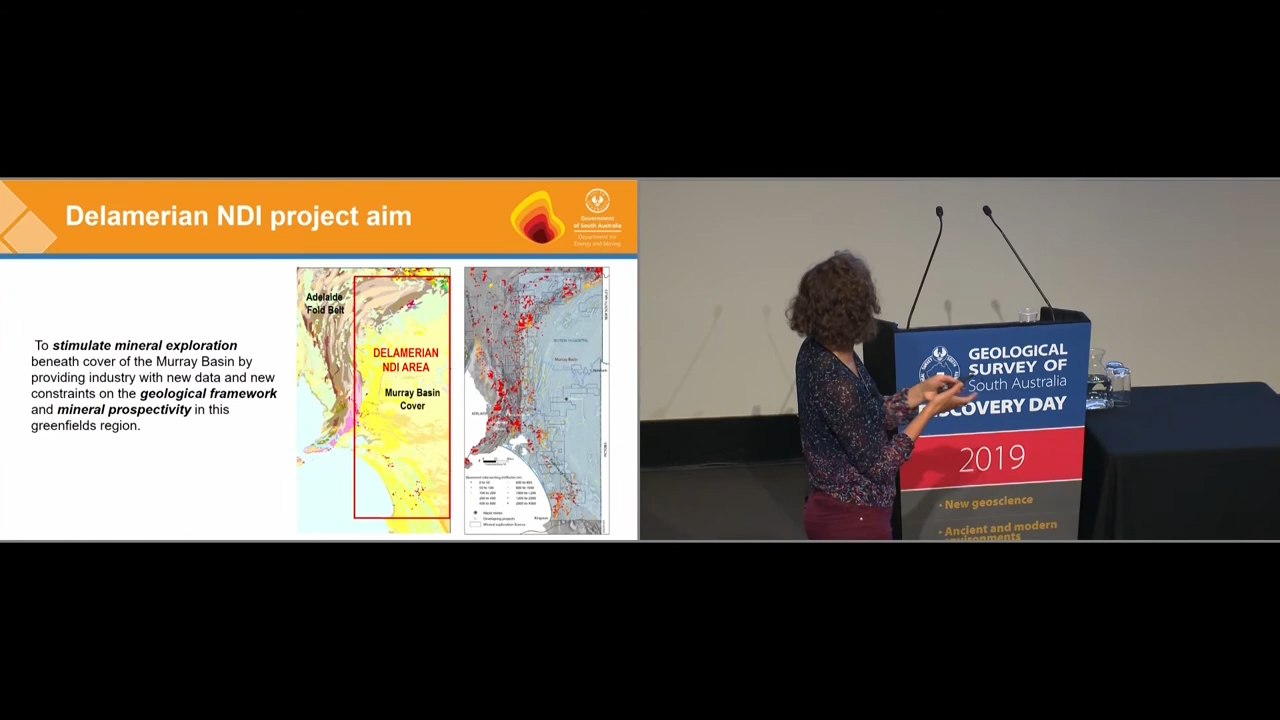 Delamerian NDI project aim
Government
of South Australia
Department for
Energy and Mining
To stimulate mineral exploration
beneath cover of the Murray Basin by
providing industry with new data and new
constraints on the geological framework
and mineral prospectivity in this
greenfields region.
Adelaide
Fold Belt
DELAMERIAN
NDI AREA
Murray Basin
Cover
Murray Basin
GEOLOGICAL
SURVEY OF
South Australia
DISCOVERY DAY
2019
• New geoscience
• Ancient and modern
environments